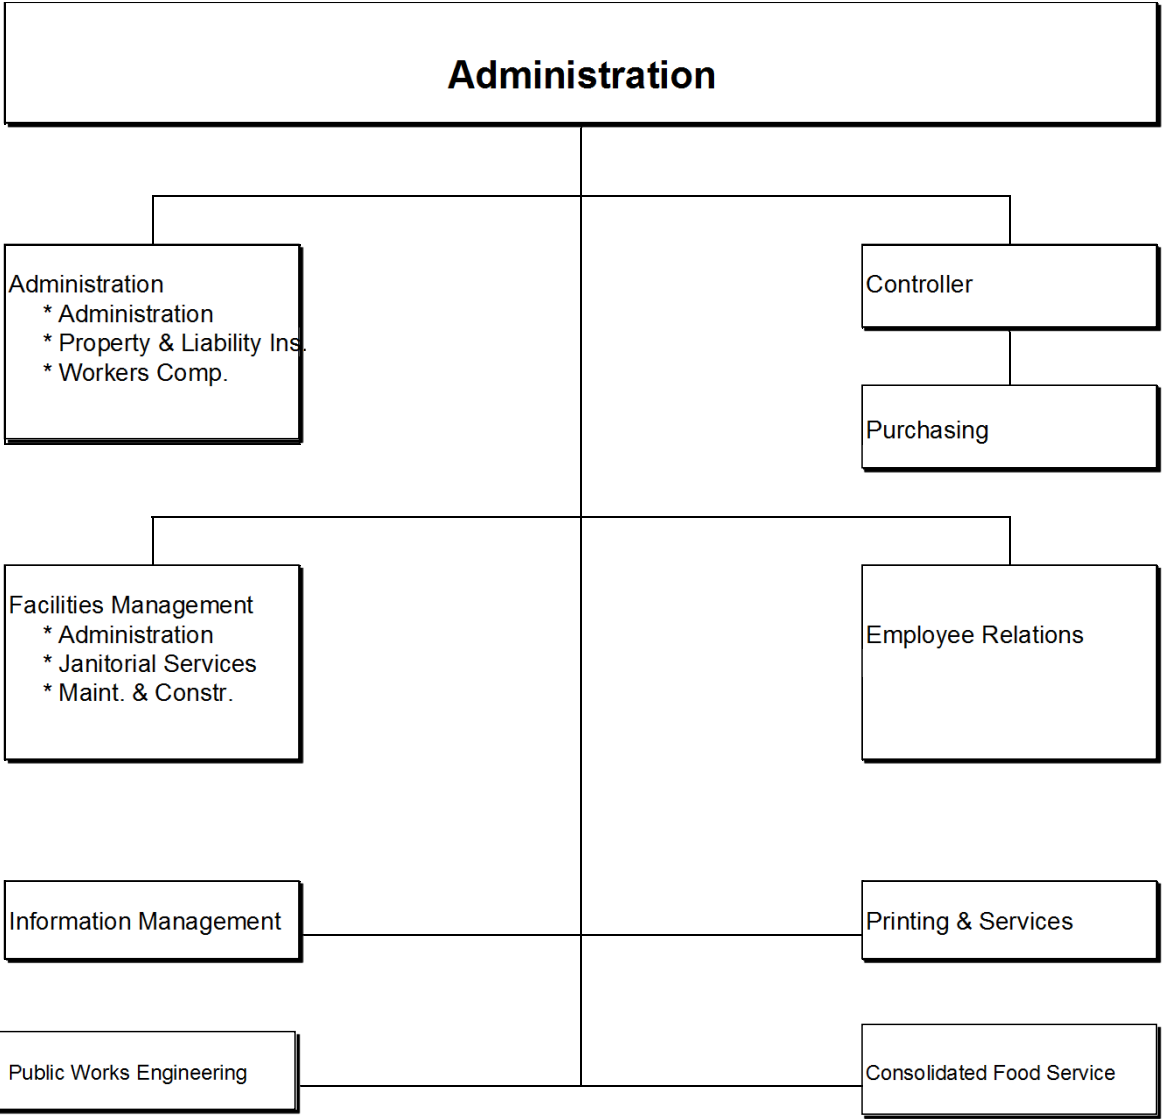 Administration
Administration
* Administration
* Property & Liability Ins.
* Workers Comp.
Controller
Purchasing
Facilities Management
* Administration
* Janitorial Services
* Maint. & Constr.
Employee Relations
Information Management
Printing & Services
Public Works Engineering
Consolidated Food Service